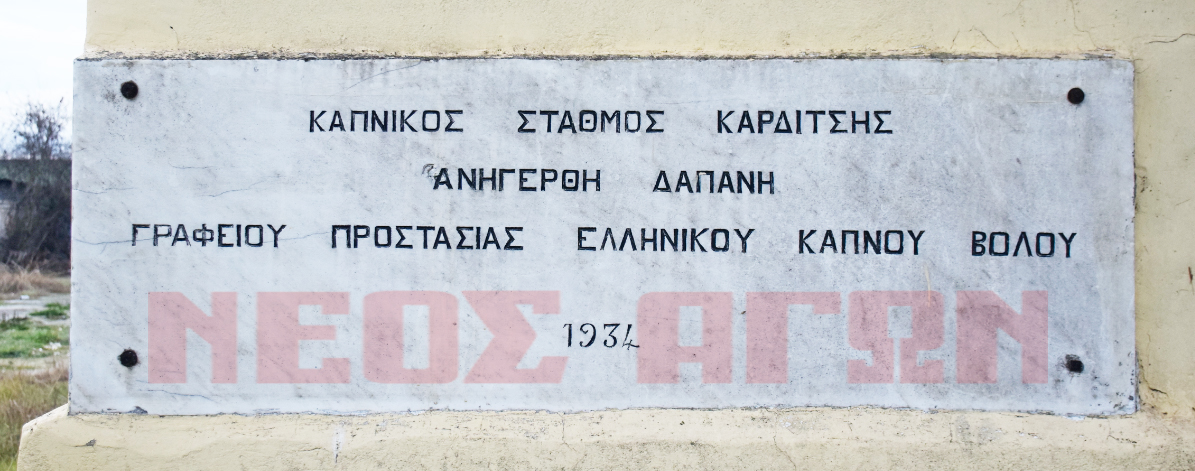 ΚΑΠΝΙΚΟΣ ΣΤΑΘΜΟΣ ΚΑΡΔΙΤΣΗΣ
ἈΝΗΓΕΡΘΗ ΔΑΠΑΝΗ
ΓΡΑΦΕΙΟΥ ΠΡΟΣΤΑΣΙΑΣ ΕΛΛΗΝΙΚΟΥ ΚΑΠΝΟΥ ΒΟΛΟΥ
1934
ΝΕΟΣ ΑΓΩΝ